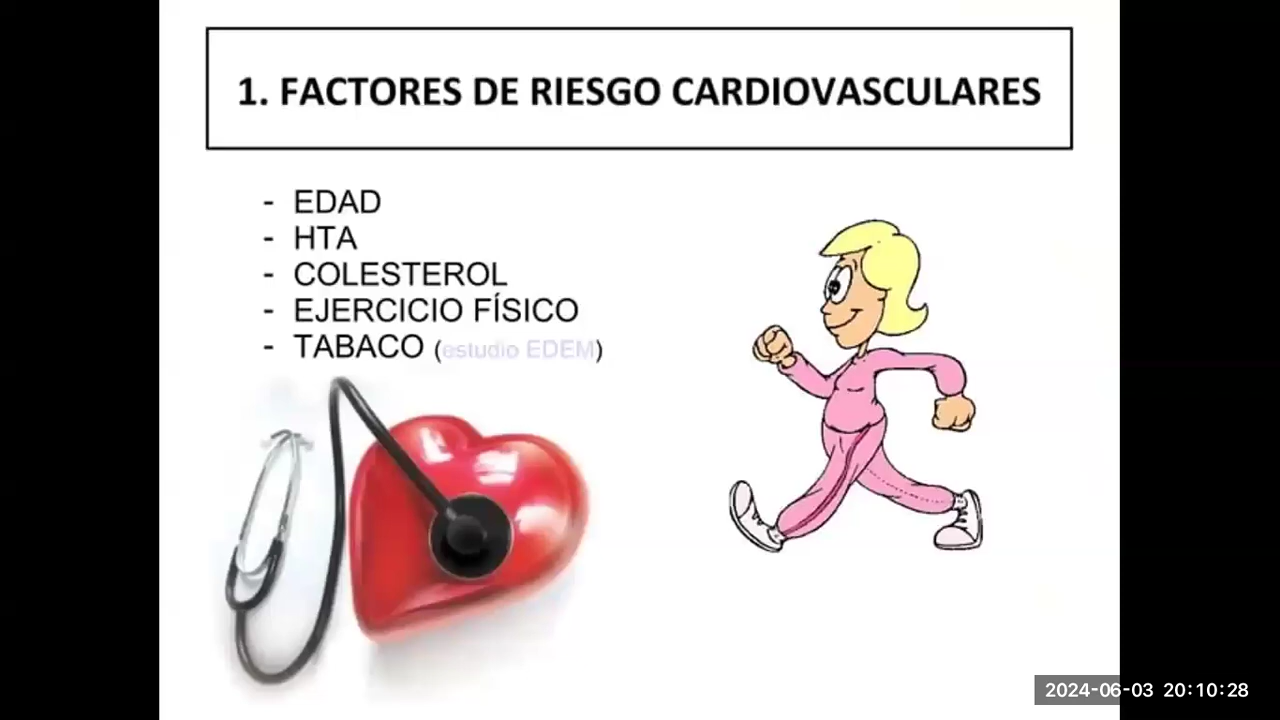 1. FACTORES DE RIESGO CARDIOVASCULARES
- EDAD
- HTA
- COLESTEROL
- EJERCICIO FÍSICO
- TABACO (estudio EDEM)
2024-06-03 20:10:28